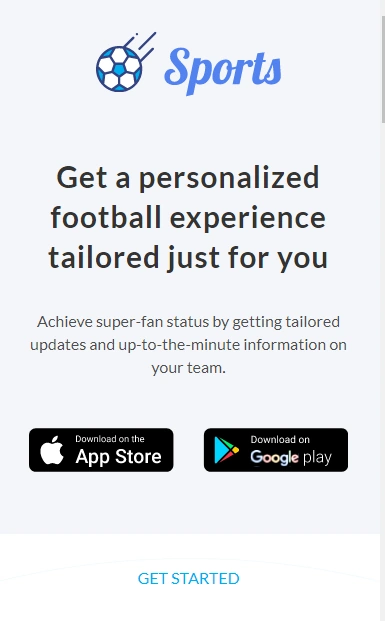 Sports
Get a personalized
football experience
tailored just for you
Achieve super-fan status by getting tailored
updates and up-to-the-minute information on
your team.
Download on the
App Store
Download on
Google play
GET STARTED